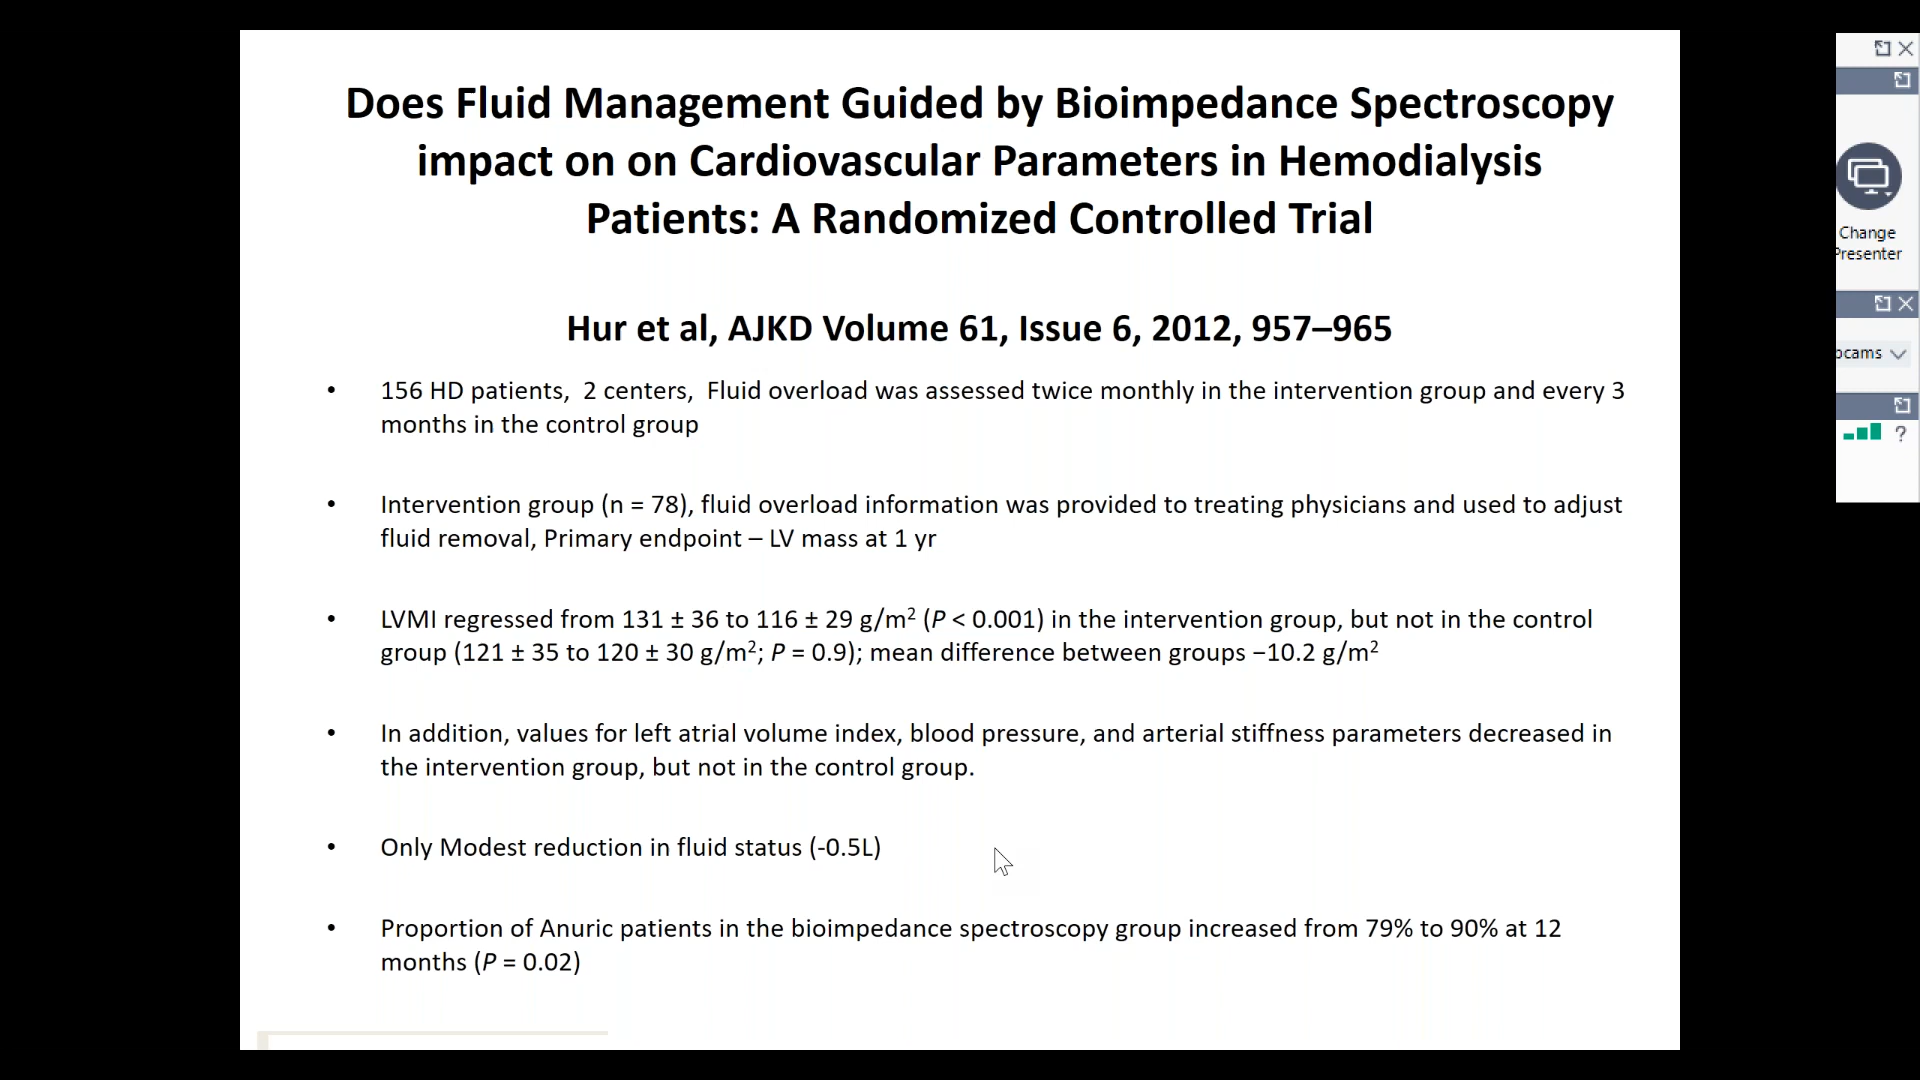 Does Fluid Management Guided by Bioimpedance Spectroscopy
impact on on Cardiovascular Parameters in Hemodialysis
Patients: A Randomized Controlled Trial
Hur et al, AJKD Volume 61, Issue 6, 2012, 957–965
• 156 HD patients,  2 centers,  Fluid overload was assessed twice monthly in the intervention group and every 3
months in the control group
• Intervention group (n = 78), fluid overload information was provided to treating physicians and used to adjust
fluid removal, Primary endpoint – LV mass at 1 yr
• LVMI regressed from 131 ± 36 to 116 ± 29 g/m² (P < 0.001) in the intervention group, but not in the control
group (121 ± 35 to 120 ± 30 g/m²; P = 0.9); mean difference between groups −10.2 g/m²
• In addition, values for left atrial volume index, blood pressure, and arterial stiffness parameters decreased in
the intervention group, but not in the control group.
• Only Modest reduction in fluid status (-0.5L)
• Proportion of Anuric patients in the bioimpedance spectroscopy group increased from 79% to 90% at 12
months (P = 0.02)
Change
Presenter
ocams
?